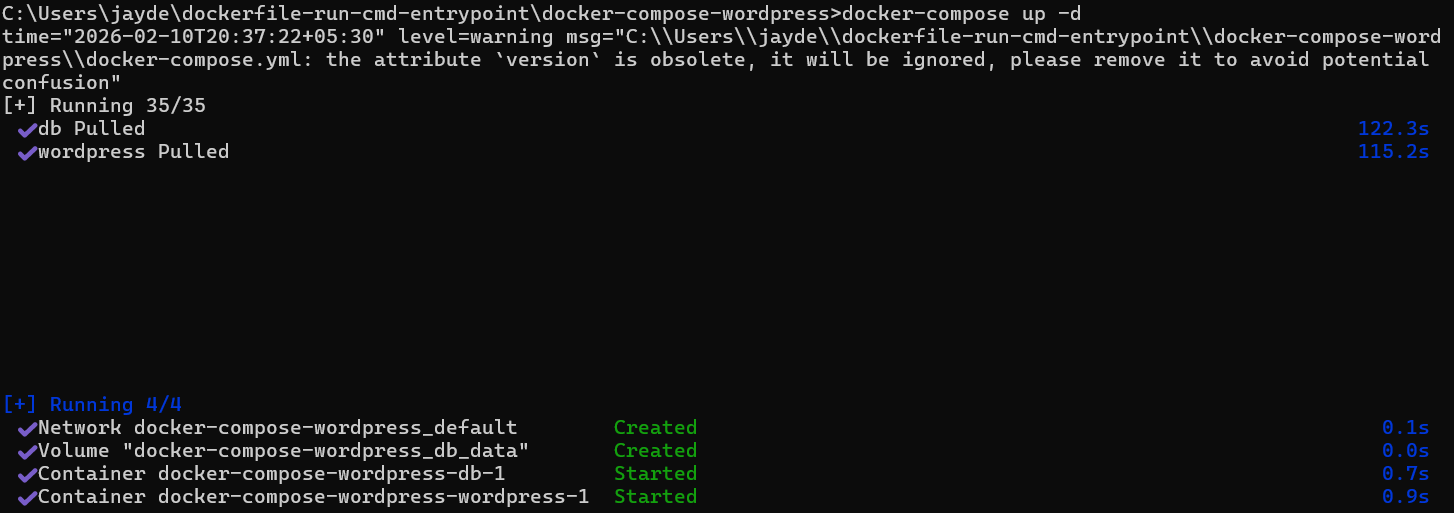 C:\Users\jayde\dockerfile-run-cmd-entrypoint\docker-compose-wordpress>docker-compose up -d
time="2026-02-10T20:37:22+05:30" level=warning msg="C:\\Users\\jayde\\dockerfile-run-cmd-entrypoint\\docker-compose-word
press\\docker-compose.yml: the attribute `version` is obsolete, it will be ignored, please remove it to avoid potential
confusion"
[+] Running 35/35
✔db Pulled 122.3s
✔wordpress Pulled 115.2s
[+] Running 4/4
✔Network docker-compose-wordpress_default Created 0.1s
✔Volume "docker-compose-wordpress_db_data" Created 0.0s
✔Container docker-compose-wordpress-db-1 Started 0.7s
✔Container docker-compose-wordpress-wordpress-1 Started 0.9s